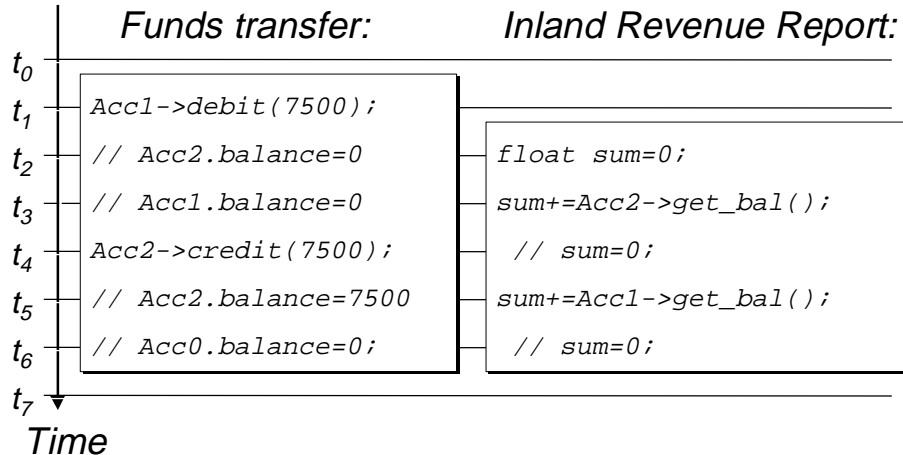 Funds transfer:
Inland Revenue Report:
t0
t1
Acc1->debit(7500);
t2
// Acc2.balance=0
float sum=0;
t3
// Acc1.balance=0
sum+=Acc2->get_bal();
t4
Acc2->credit(7500);
// sum=0;
t5
// Acc2.balance=7500
sum+=Acc1->get_bal();
t6
// Acc0.balance=0;
// sum=0;
t7
Time